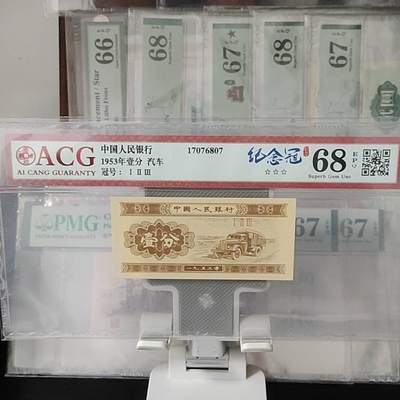 66
68
67
68
67
ACG
AI CANG GUARANTY
中国人民银行
1953年壹分 汽车
冠号: I II III
17076807
纪念冠
☆☆☆
68
EPQ
Superb Gem Unc
PMG
67
67
中國人民銀行
壹分
一九五三年